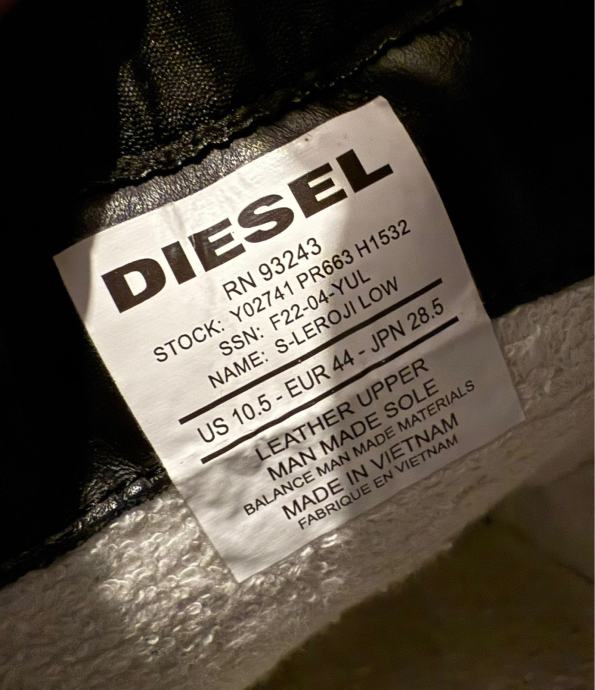 DIESEL
RN 93243
STOCK: Y02741 PR663 H1532
SSN: F22-04-YUL
NAME: S-LEROJI LOW
US 10.5 - EUR 44 - JPN 28.5
LEATHER UPPER
MAN MADE SOLE
BALANCE MAN MADE MATERIALS
MADE IN VIETNAM
FABRIQUE EN VIETNAM